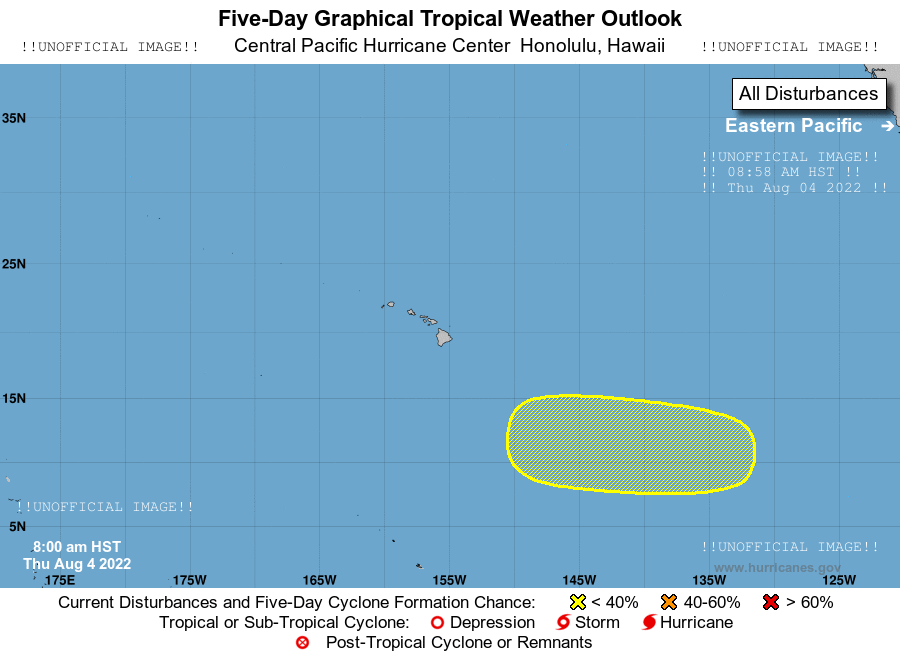 Five-Day Graphical Tropical Weather Outlook
!!UNOFFICIAL IMAGE!! Central Pacific Hurricane Center Honolulu, Hawaii !!UNOFFICIAL IMAGE!!
All Disturbances
35N
Eastern Pacific
!!UNOFFICIAL IMAGE!!
!! 08:58 AM HST !!
!! Thu Aug 04 2022 !!
25N
15N
!!UNOFFICIAL IMAGE!!
5N
8:00 am HST
Thu Aug 4 2022
!!UNOFFICIAL IMAGE!!
www.hurricanes.gov
175E 175W 165W 155W 145W 135W 125W
Current Disturbances and Five-Day Cyclone Formation Chance: < 40% 40-60% > 60%
Tropical or Sub-Tropical Cyclone: Depression Storm Hurricane
Post-Tropical Cyclone or Remnants